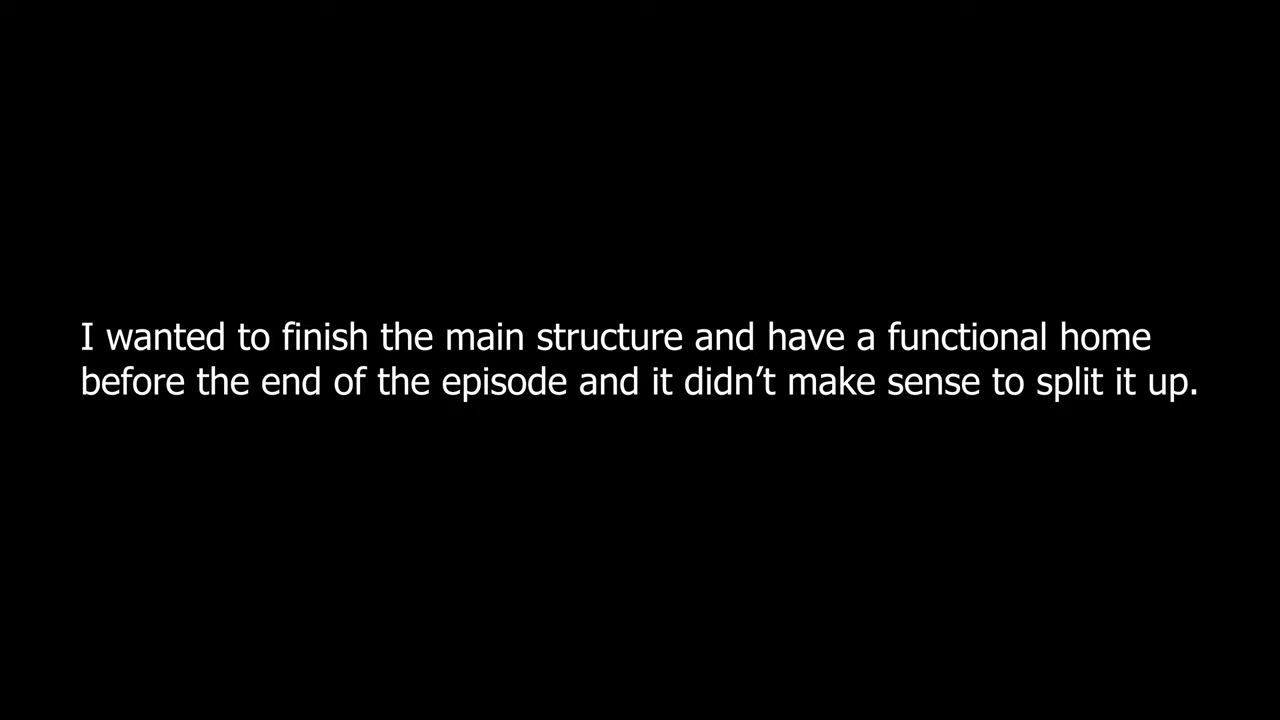 I wanted to finish the main structure and have a functional home
before the end of the episode and it didn’t make sense to split it up.